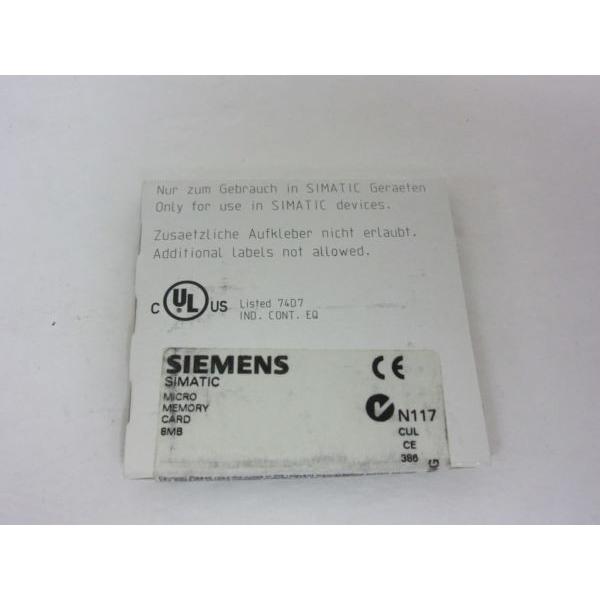 Nur zum Gebrauch in SIMATIC Geraeten
Only for use in SIMATIC devices.
Zusaetzliche Aufkleber nicht erlaubt.
Additional labels not allowed.
C UL US Listed 74D7
IND. CONT. EQ
SIEMENS
SIMATIC
MICRO
MEMORY
CARD
8MB
CE
N117
CUL
CE
386
G